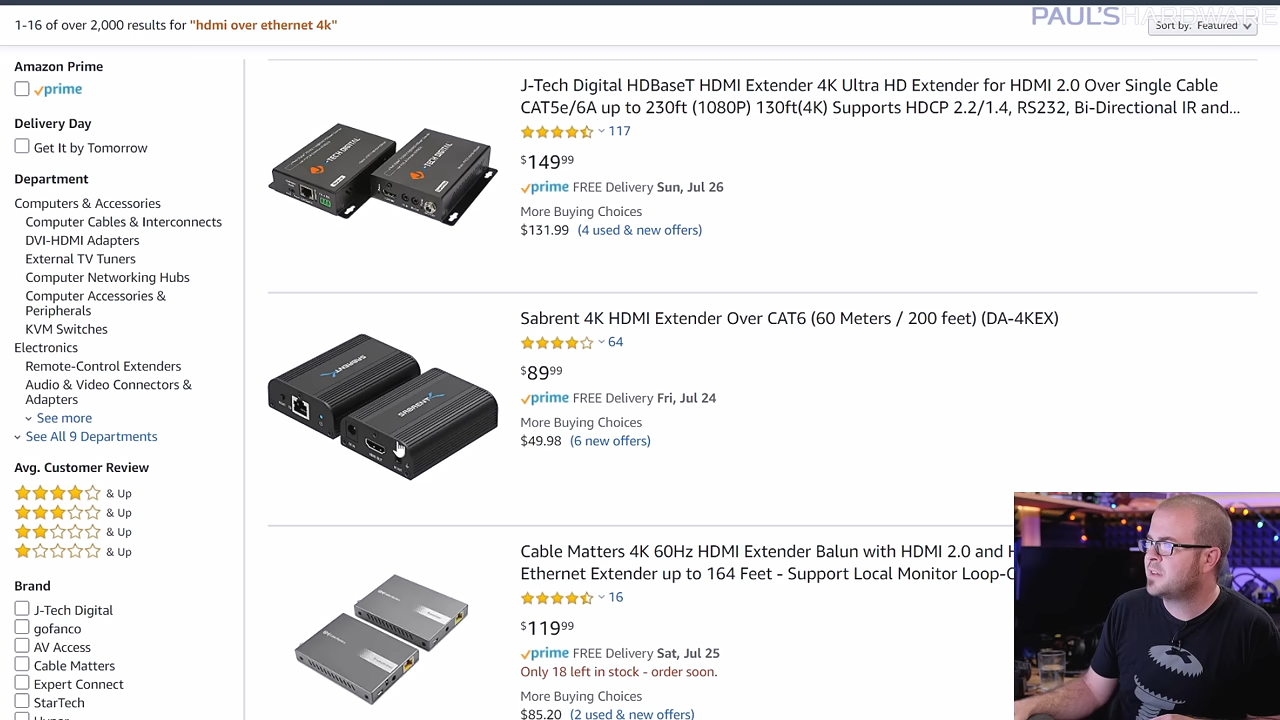 1-16 of over 2,000 results for "hdmi over ethernet 4k"
PAUL'S HARDWARE
Sort by: Featured
Amazon Prime
prime
Delivery Day
Get It by Tomorrow
Department
Computers & Accessories
Computer Cables & Interconnects
DVI-HDMI Adapters
External TV Tuners
Computer Networking Hubs
Computer Accessories &
Peripherals
KVM Switches
Electronics
Remote-Control Extenders
Audio & Video Connectors &
Adapters
See more
See All 9 Departments
Avg. Customer Review
& Up
& Up
& Up
& Up
Brand
J-Tech Digital
gofanco
AV Access
Cable Matters
Expert Connect
StarTech
J-Tech Digital HDBaseT HDMI Extender 4K Ultra HD Extender for HDMI 2.0 Over Single Cable
CAT5e/6A up to 230ft (1080P) 130ft(4K) Supports HDCP 2.2/1.4, RS232, Bi-Directional IR and...
117
$14999
prime FREE Delivery Sun, Jul 26
More Buying Choices
$131.99 (4 used & new offers)
J-TECH DIGITAL
J-TECH DIGITAL
Sabrent 4K HDMI Extender Over CAT6 (60 Meters / 200 feet) (DA-4KEX)
64
$8999
prime FREE Delivery Fri, Jul 24
More Buying Choices
$49.98 (6 new offers)
SABRENT
SABRENT
Cable Matters 4K 60Hz HDMI Extender Balun with HDMI 2.0 and
Ethernet Extender up to 164 Feet - Support Local Monitor Loop-
16
$11999
prime FREE Delivery Sat, Jul 25
Only 18 left in stock - order soon.
More Buying Choices
$85.20 (2 used & new offers)